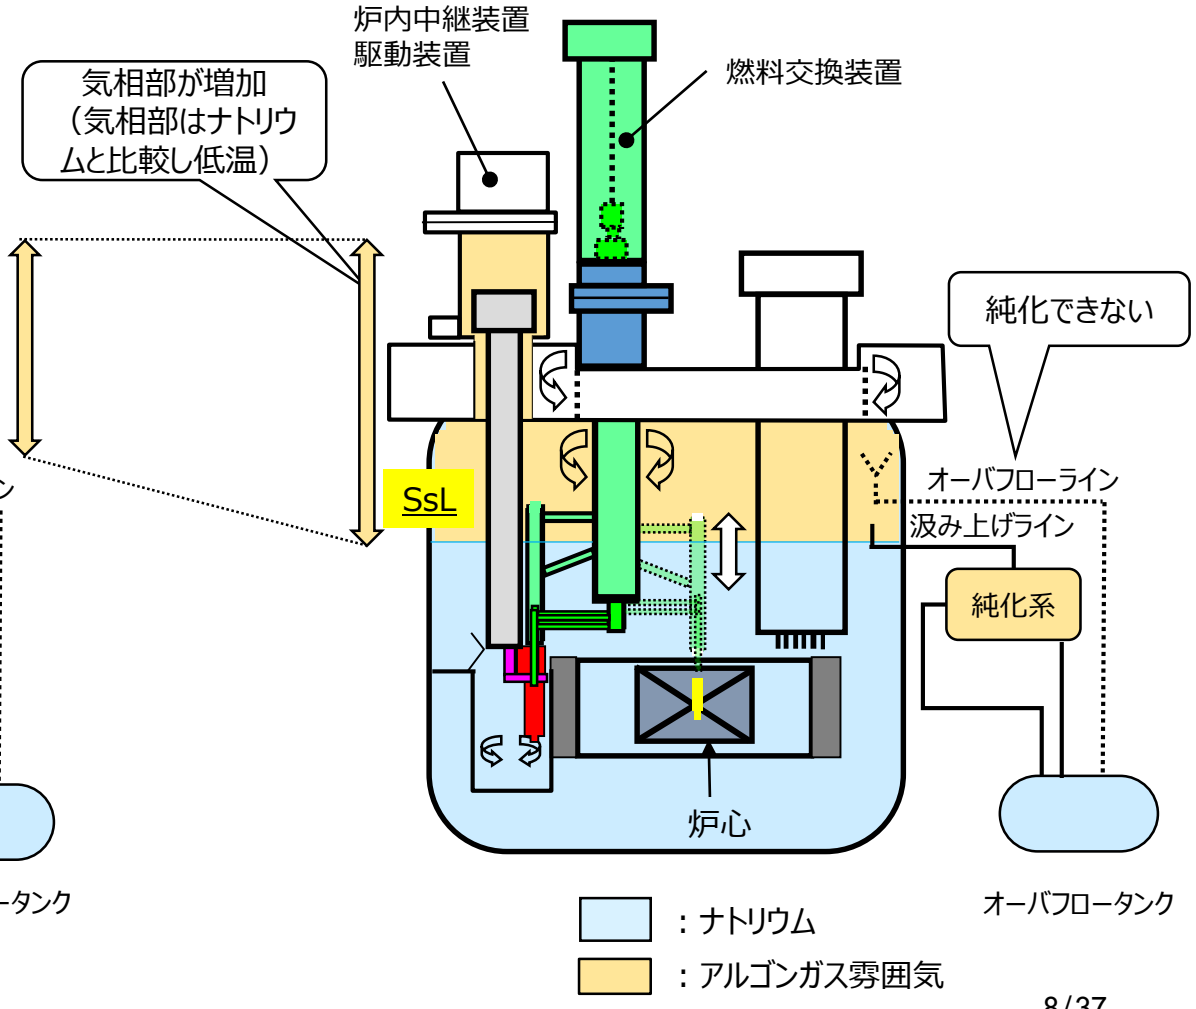 炉内中継装置
駆動装置
燃料交換装置
気相部が増加
（気相部はナトリウ
ムと比較し低温）
純化できない
ン
オーバフローライン
SsL
汲み上げライン
純化系
炉心
ータンク
オーバフロータンク
：ナトリウム
：アルゴンガス雰囲気
8/37